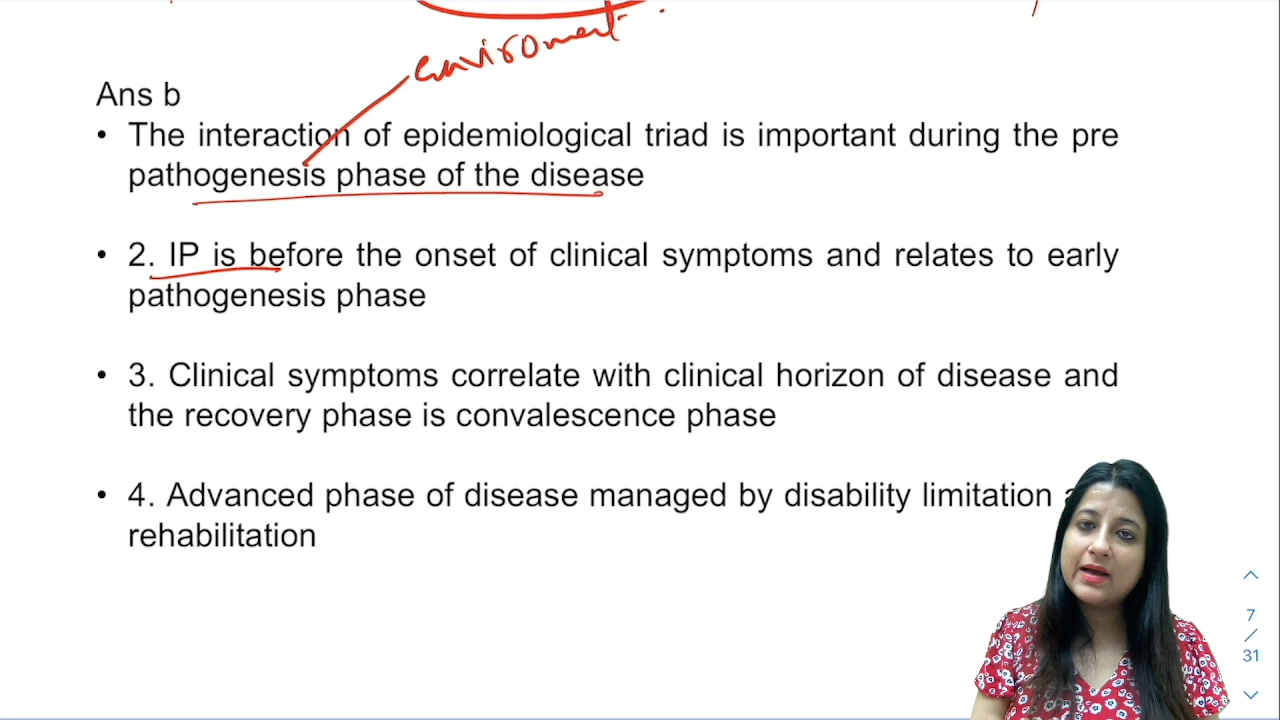 enviroment
Ans b
• The interaction of epidemiological triad is important during the pre
pathogenesis phase of the disease
• 2. IP is before the onset of clinical symptoms and relates to early
pathogenesis phase
• 3. Clinical symptoms correlate with clinical horizon of disease and
the recovery phase is convalescence phase
• 4. Advanced phase of disease managed by disability limitation
rehabilitation
7
/
31